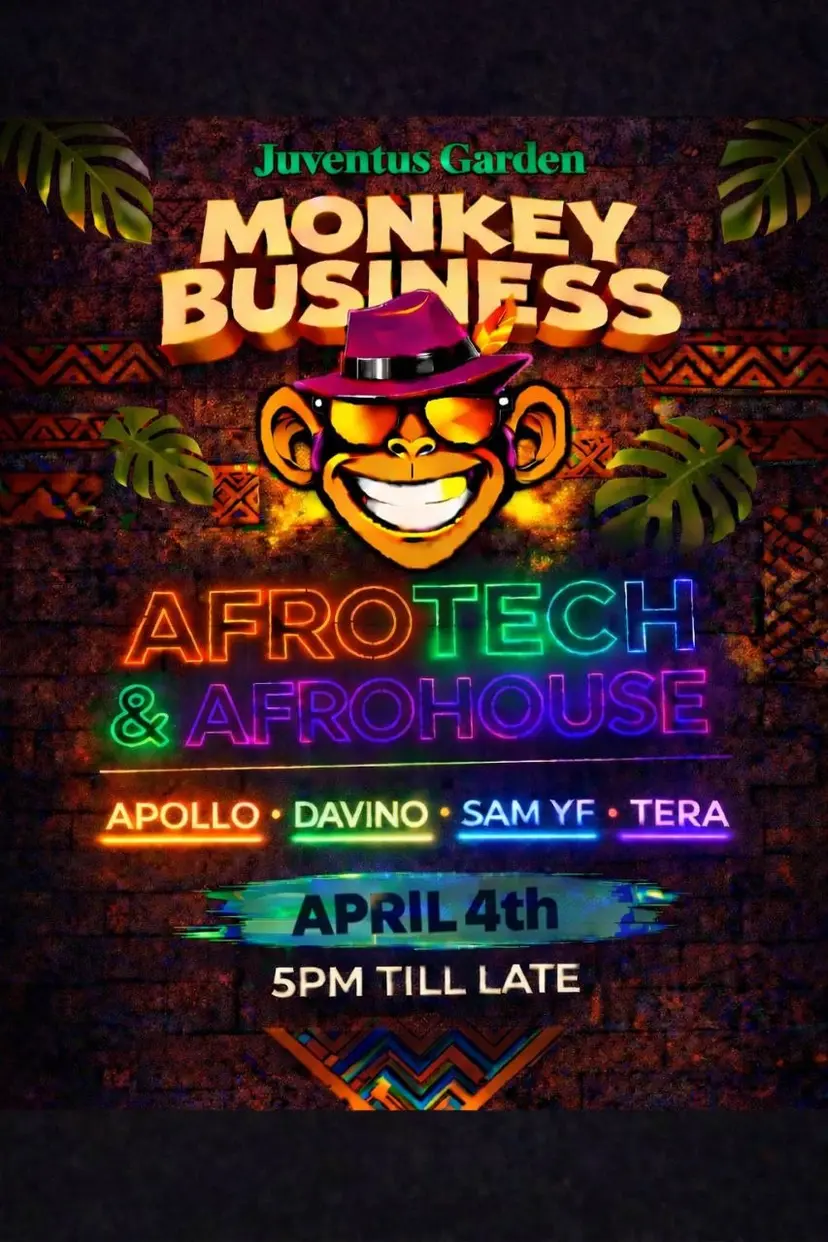 Juventus Garden
MONKEY
BUSINESS
AFROTECH
& AFROHOUSE
APOLLO • DAVINO • SAM YF • TERA
APRIL 4th
5PM TILL LATE